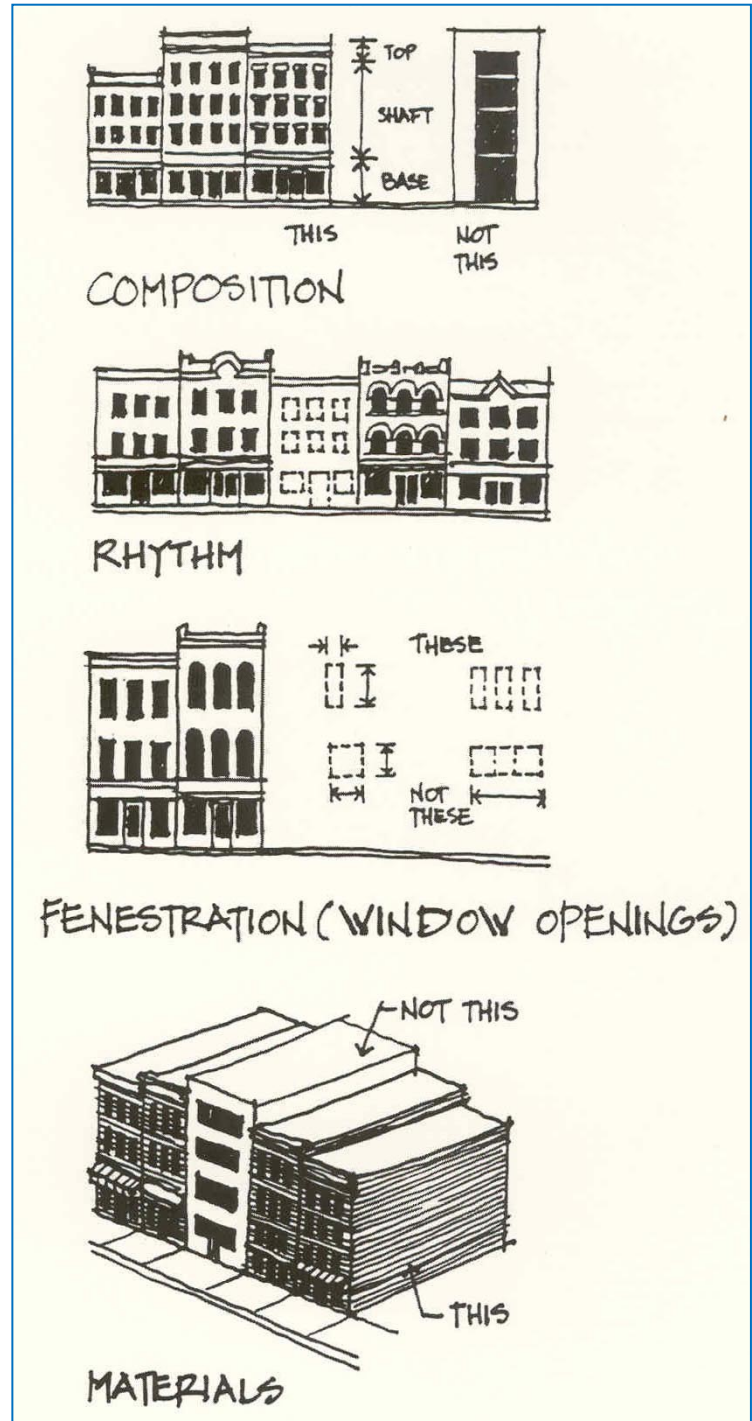 TOP
SHAFT
BASE
THIS
NOT
THIS
COMPOSITION
RHYTHM
THESE
NOT
THESE
FENESTRATION (WINDOW OPENINGS)
NOT THIS
THIS
MATERIALS